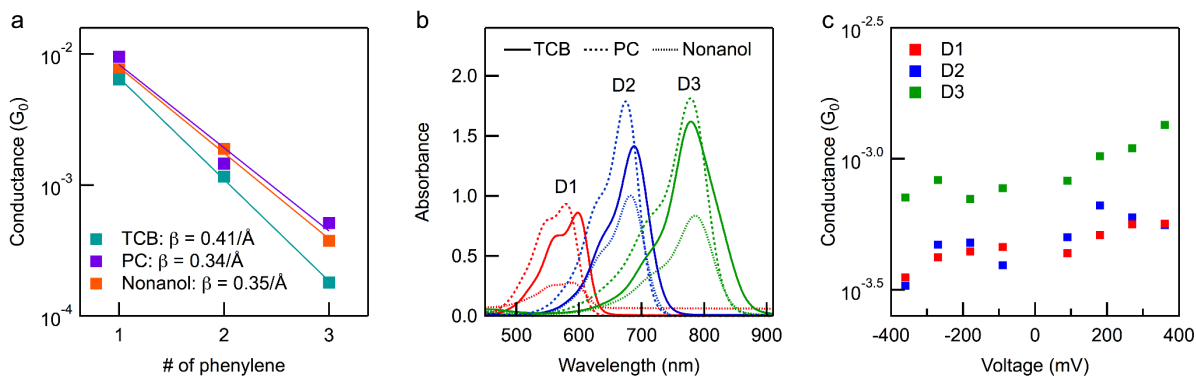 a
Conductance (G0)
10-2
10-3
10-4
TCB: β = 0.41/Å
PC: β = 0.34/Å
Nonanol: β = 0.35/Å
1 2 3
# of phenylene
b
Absorbance
2.0
1.5
1.0
0.5
0.0
TCB PC Nonanol
D1
D2
D3
500 600 700 800 900
Wavelength (nm)
c
Conductance (G0)
10-2.5
10-3.0
10-3.5
D1
D2
D3
-400 -200 0 200 400
Voltage (mV)